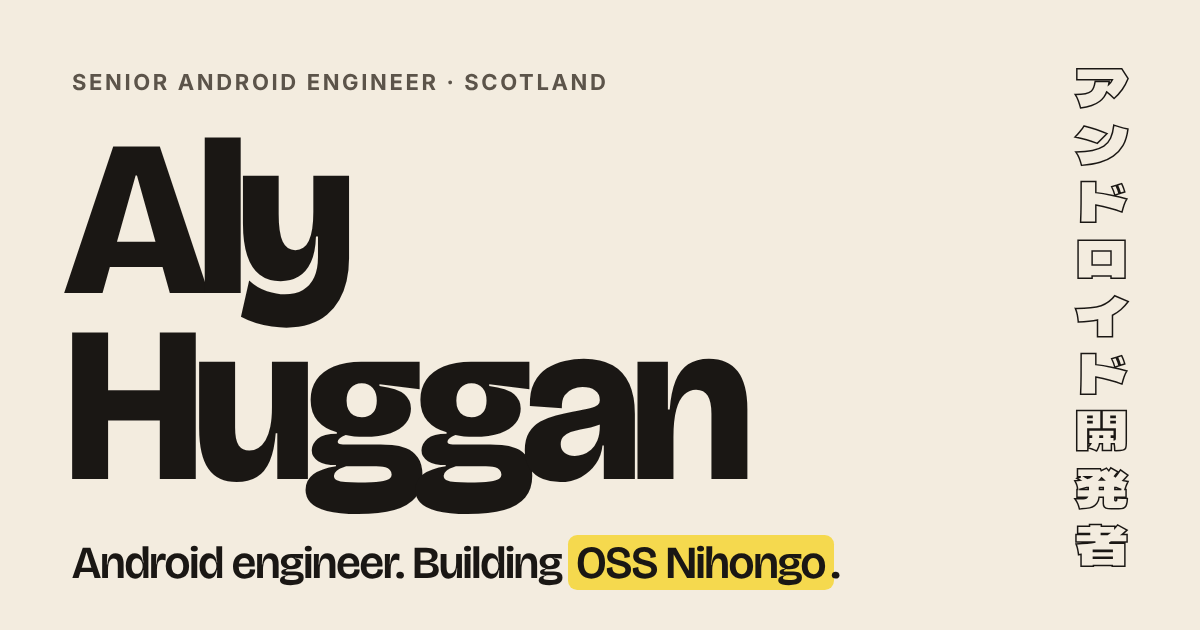 SENIOR ANDROID ENGINEER · SCOTLAND
Aly
Huggan
Android engineer. Building OSS Nihongo.
アンドロイド開発者